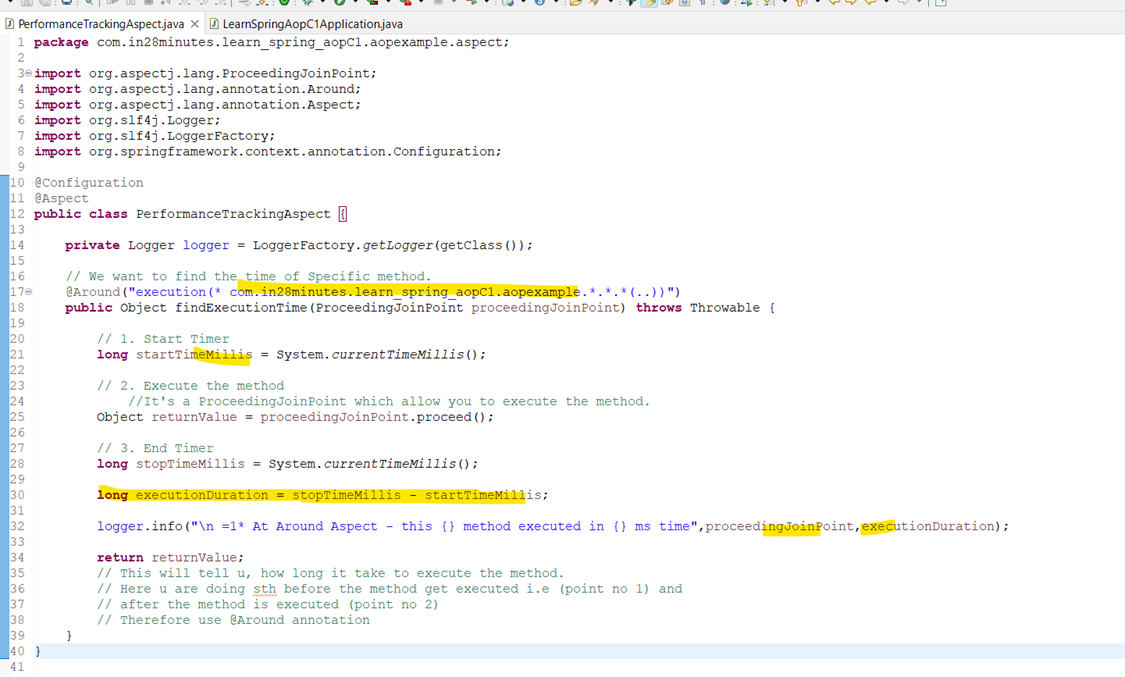 PerformanceTrackingAspect.java LearnSpringAopC1Application.java
1 package com.in28minutes.learn_spring_aopC1.aopexample.aspect;
2
3 import org.aspectj.lang.ProceedingJoinPoint;
4 import org.aspectj.lang.annotation.Around;
5 import org.aspectj.lang.annotation.Aspect;
6 import org.slf4j.Logger;
7 import org.slf4j.LoggerFactory;
8 import org.springframework.context.annotation.Configuration;
9
10 @Configuration
11 @Aspect
12 public class PerformanceTrackingAspect {
13
14 private Logger logger = LoggerFactory.getLogger(getClass());
15
16 // We want to find the time of Specific method.
17 @Around("execution(* com.in28minutes.learn_spring_aopC1.aopexample.*.*.*(..))")
18 public Object findExecutionTime(ProceedingJoinPoint proceedingJoinPoint) throws Throwable {
19
20 // 1. Start Timer
21 long startTimeMillis = System.currentTimeMillis();
22
23 // 2. Execute the method
24 //It's a ProceedingJoinPoint which allow you to execute the method.
25 Object returnValue = proceedingJoinPoint.proceed();
26
27 // 3. End Timer
28 long stopTimeMillis = System.currentTimeMillis();
29
30 long executionDuration = stopTimeMillis - startTimeMillis;
31
32 logger.info("\n =1* At Around Aspect - this {} method executed in {} ms time",proceedingJoinPoint,executionDuration);
33
34 return returnValue;
35 // This will tell u, how long it take to execute the method.
36 // Here u are doing sth before the method get executed i.e (point no 1) and
37 // after the method is executed (point no 2)
38 // Therefore use @Around annotation
39 }
40 }
41